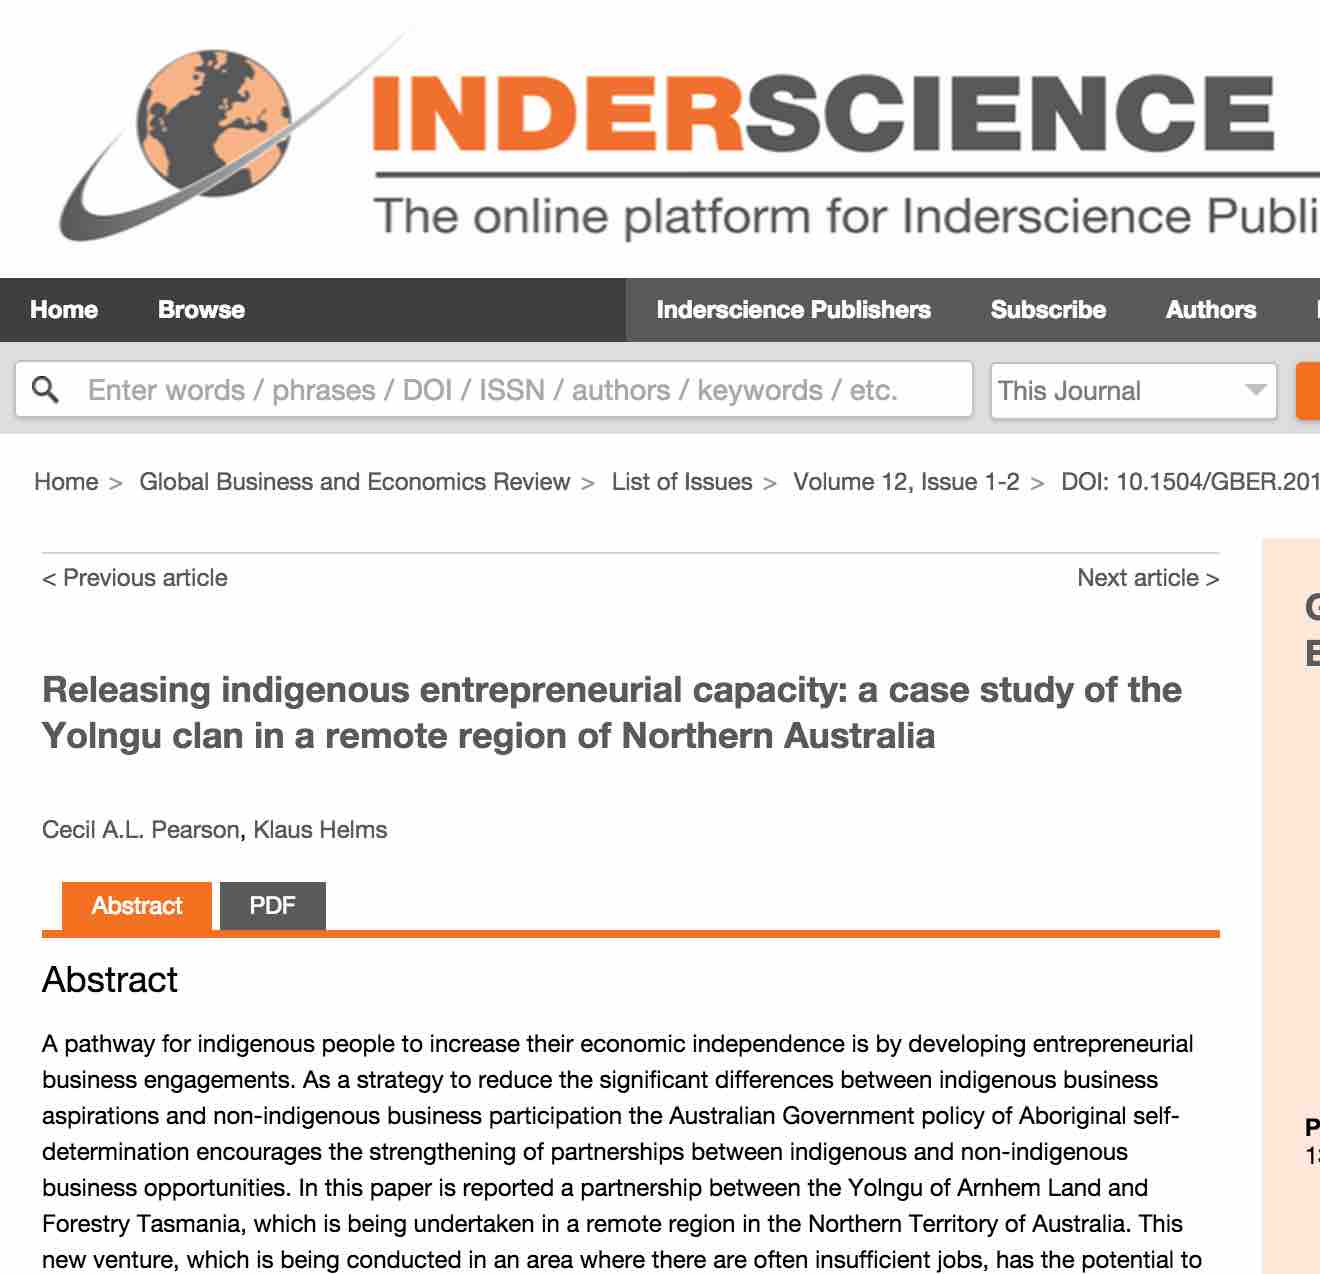 INDERSCIENCE
The online platform for Inderscience Publi
Home Browse Inderscience Publishers Subscribe Authors
Enter words / phrases / DOI / ISSN / authors / keywords / etc. This Journal
Home > Global Business and Economics Review > List of Issues > Volume 12, Issue 1-2 > DOI: 10.1504/GBER.201
< Previous article Next article >
Releasing indigenous entrepreneurial capacity: a case study of the
Yolngu clan in a remote region of Northern Australia
Cecil A.L. Pearson, Klaus Helms
Abstract PDF
Abstract
A pathway for indigenous people to increase their economic independence is by developing entrepreneurial
business engagements. As a strategy to reduce the significant differences between indigenous business
aspirations and non-indigenous business participation the Australian Government policy of Aboriginal self-
determination encourages the strengthening of partnerships between indigenous and non-indigenous
business opportunities. In this paper is reported a partnership between the Yolngu of Arnhem Land and
Forestry Tasmania, which is being undertaken in a remote region in the Northern Territory of Australia. This
new venture, which is being conducted in an area where there are often insufficient jobs, has the potential to